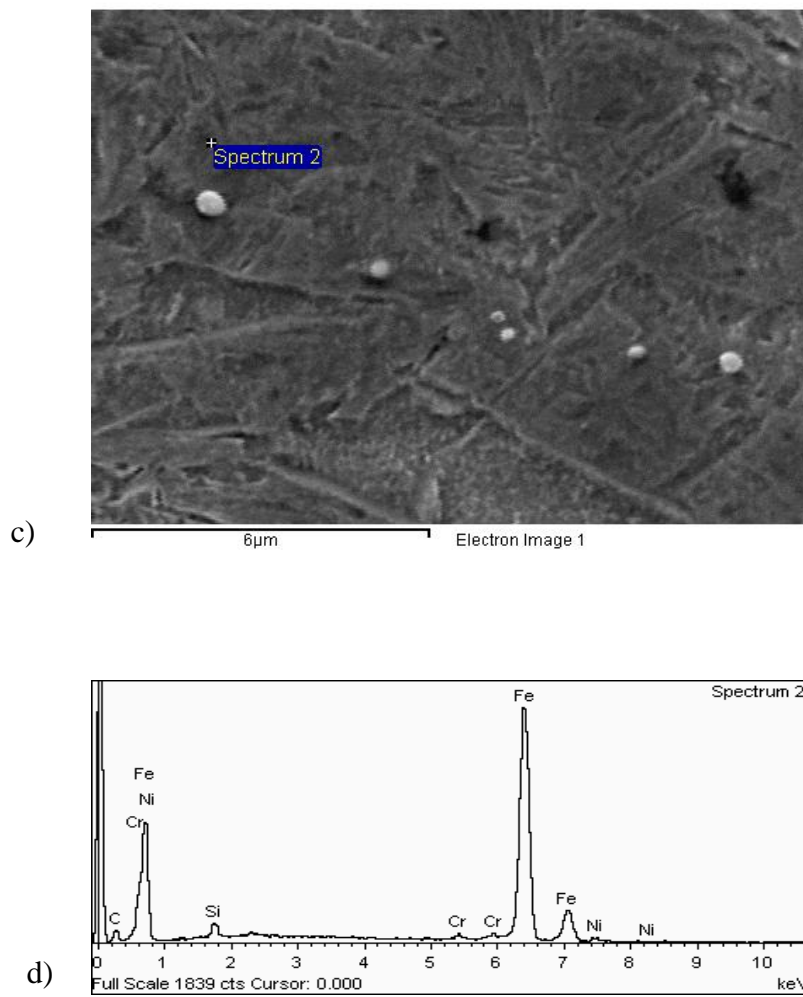 Spectrum 2
c)
6µm Electron Image 1
Spectrum 2
Fe
Fe
Ni
Cr
C
Si
Cr
Cr
Fe
Ni
Ni
d)
0 1 2 3 4 5 6 7 8 9 10
Full Scale 1839 cts Cursor: 0.000